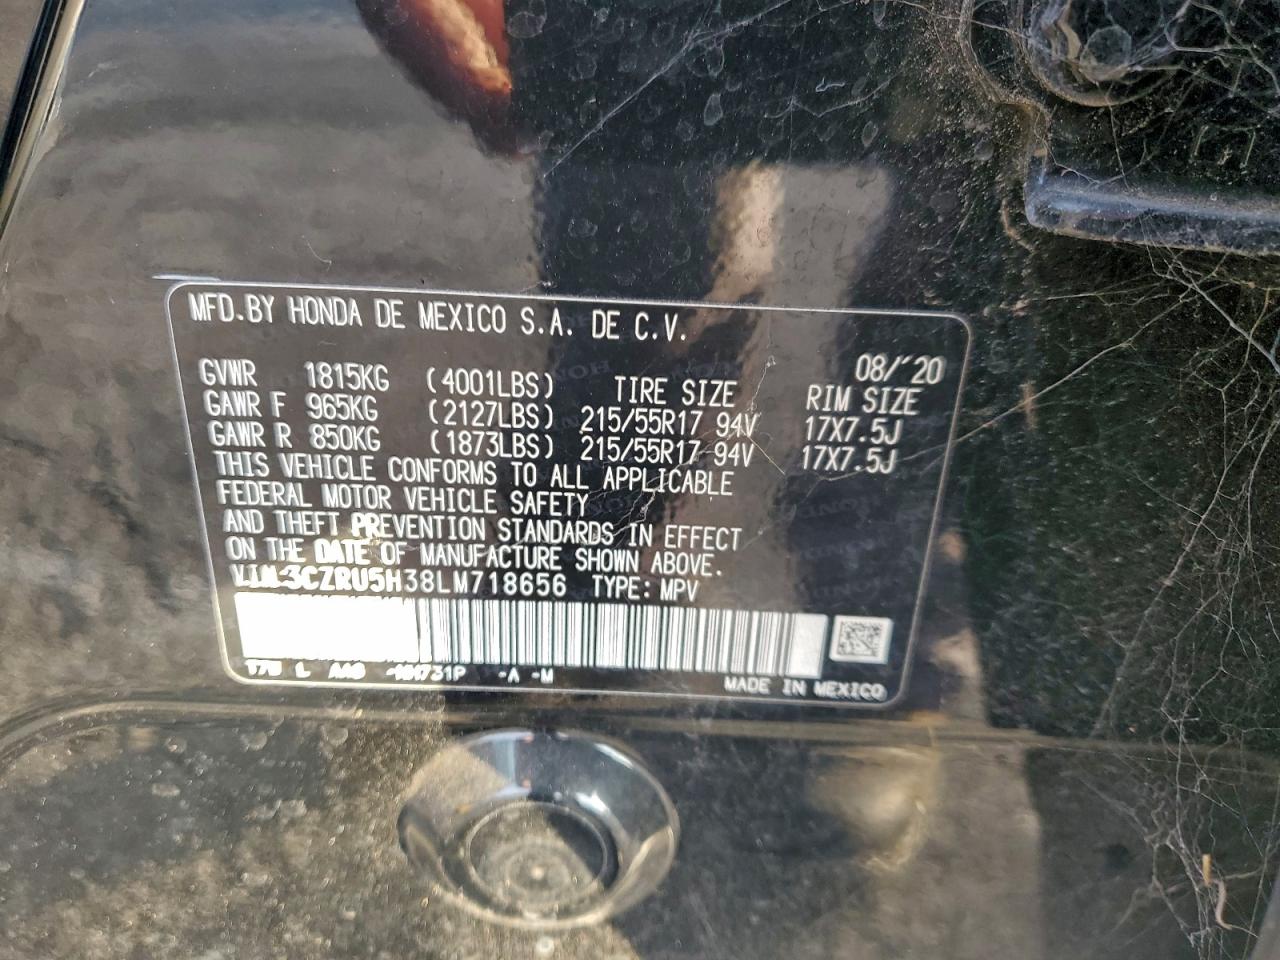 MFD.BY HONDA DE MEXICO S.A. DE C.V.
08/'20
GVWR 1815KG (4001LBS) TIRE SIZE RIM SIZE
GAWR F 965KG (2127LBS) 215/55R17 94V 17X7.5J
GAWR R 850KG (1873LBS) 215/55R17 94V 17X7.5J
THIS VEHICLE CONFORMS TO ALL APPLICABLE
FEDERAL MOTOR VEHICLE SAFETY
AND THEFT PREVENTION STANDARDS IN EFFECT
ON THE DATE OF MANUFACTURE SHOWN ABOVE.
VIN:3CZRU5H38LM718656 TYPE: MPV
L -A -M
MADE IN MEXICO